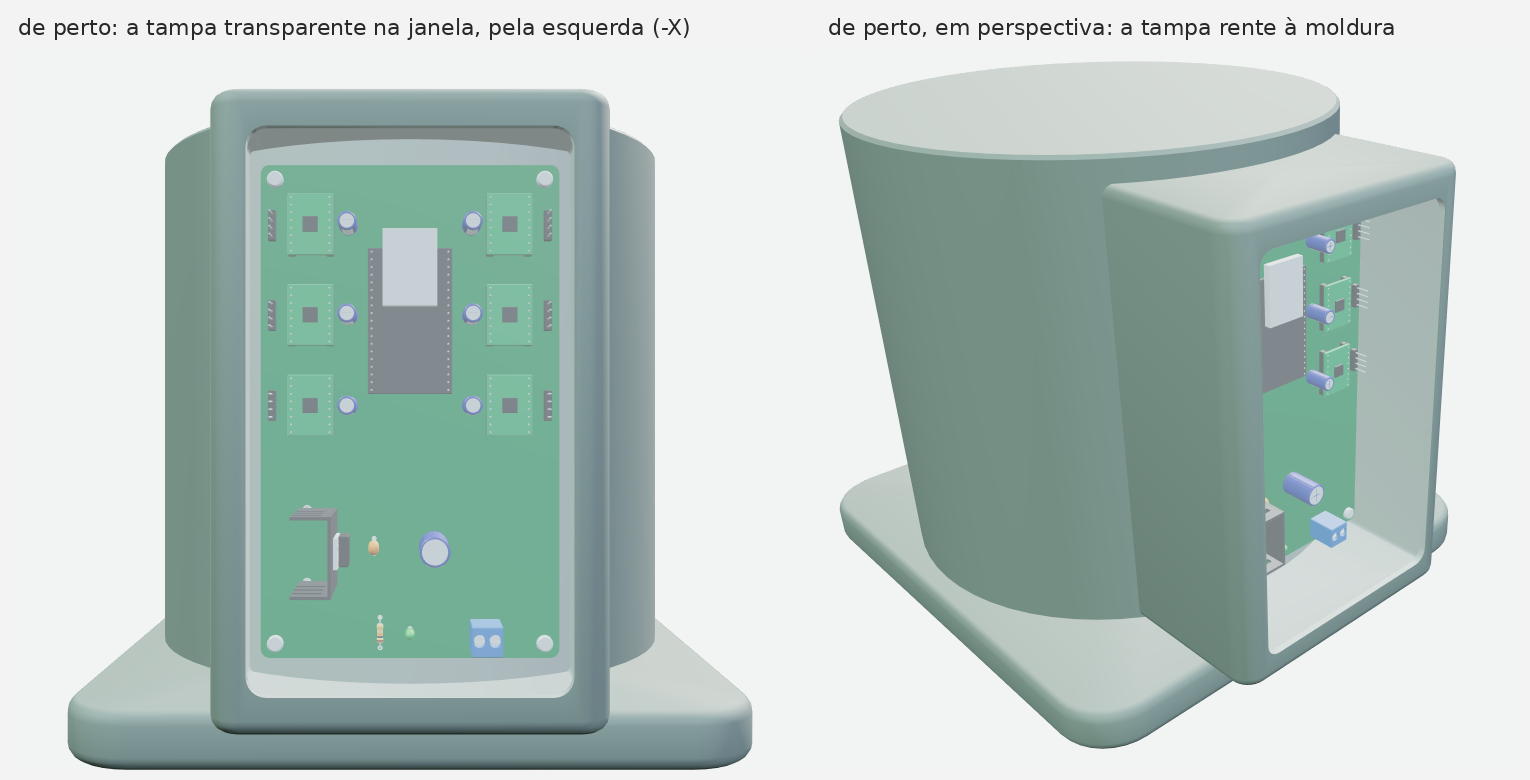 de perto: a tampa transparente na janela, pela esquerda (-X)
de perto, em perspectiva: a tampa rente à moldura